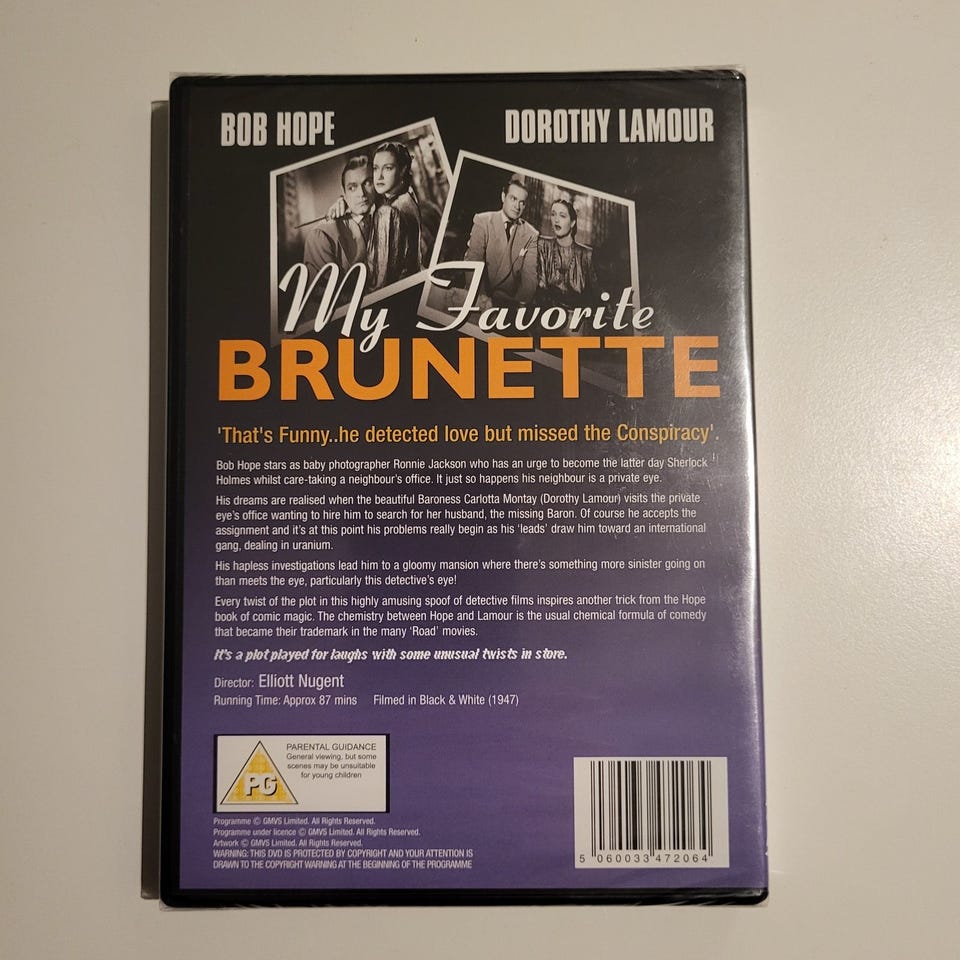 BOB HOPE
DOROTHY LAMOUR
My Favorite
BRUNETTE
'That's Funny..he detected love but missed the Conspiracy'.
Bob Hope stars as baby photographer Ronnie Jackson who has an urge to become the latter day Sherlock
Holmes whilst care-taking a neighbour's office. It just so happens his neighbour is a private eye.
His dreams are realised when the beautiful Baroness Carlotta Montay (Dorothy Lamour) visits the private
eye's office wanting to hire him to search for her husband, the missing Baron. Of course he accepts the
assignment and it's at this point his problems really begin as his 'leads' draw him toward an international
gang, dealing in uranium.
His hapless investigations lead him to a gloomy mansion where there's something more sinister going on
than meets the eye, particularly this detective's eye!
Every twist of the plot in this highly amusing spoof of detective films inspires another trick from the Hope
book of comic magic. The chemistry between Hope and Lamour is the usual chemical formula of comedy
that became their trademark in the many 'Road' movies.
It's a plot played for laughs with some unusual twists in store.
Director: Elliott Nugent
Running Time: Approx 87 mins Filmed in Black & White (1947)
PARENTAL GUIDANCE
General viewing, but some
scenes may be unsuitable
for young children
PG
Programme © GMVS Limited. All Rights Reserved.
Programme under licence © GMVS Limited. All Rights Reserved.
Artwork © GMVS Limited. All Rights Reserved.
WARNING: THIS DVD IS PROTECTED BY COPYRIGHT AND YOUR ATTENTION IS
DRAWN TO THE COPYRIGHT WARNING AT THE BEGINNING OF THE PROGRAMME
5 060033 472064